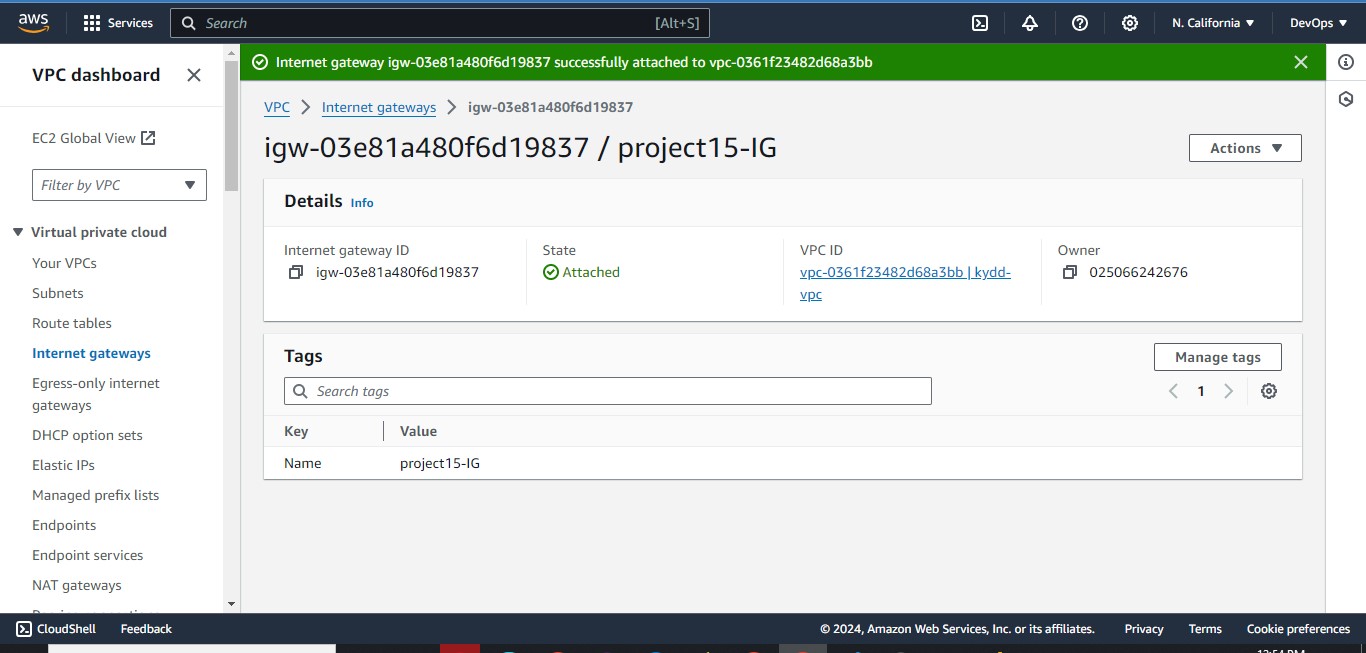 aws
Services
Search
[Alt+S]
N. California
DevOps
VPC dashboard
EC2 Global View
Filter by VPC
Virtual private cloud
Your VPCs
Subnets
Route tables
Internet gateways
Egress-only internet
gateways
DHCP option sets
Elastic IPs
Managed prefix lists
Endpoints
Endpoint services
NAT gateways
Internet gateway igw-03e81a480f6d19837 successfully attached to vpc-0361f23482d68a3bb
VPC
Internet gateways
igw-03e81a480f6d19837
igw-03e81a480f6d19837 / project15-IG
Actions
Details Info
Internet gateway ID
igw-03e81a480f6d19837
State
Attached
VPC ID
vpc-0361f23482d68a3bb | kydd-
vpc
Owner
025066242676
Tags
Manage tags
Search tags
1
Key
Value
Name
project15-IG
CloudShell
Feedback
© 2024, Amazon Web Services, Inc. or its affiliates.
Privacy
Terms
Cookie preferences